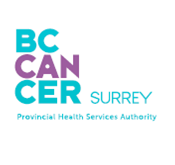 BC
CAN
CER SURREY
Provincial Health Services Authority